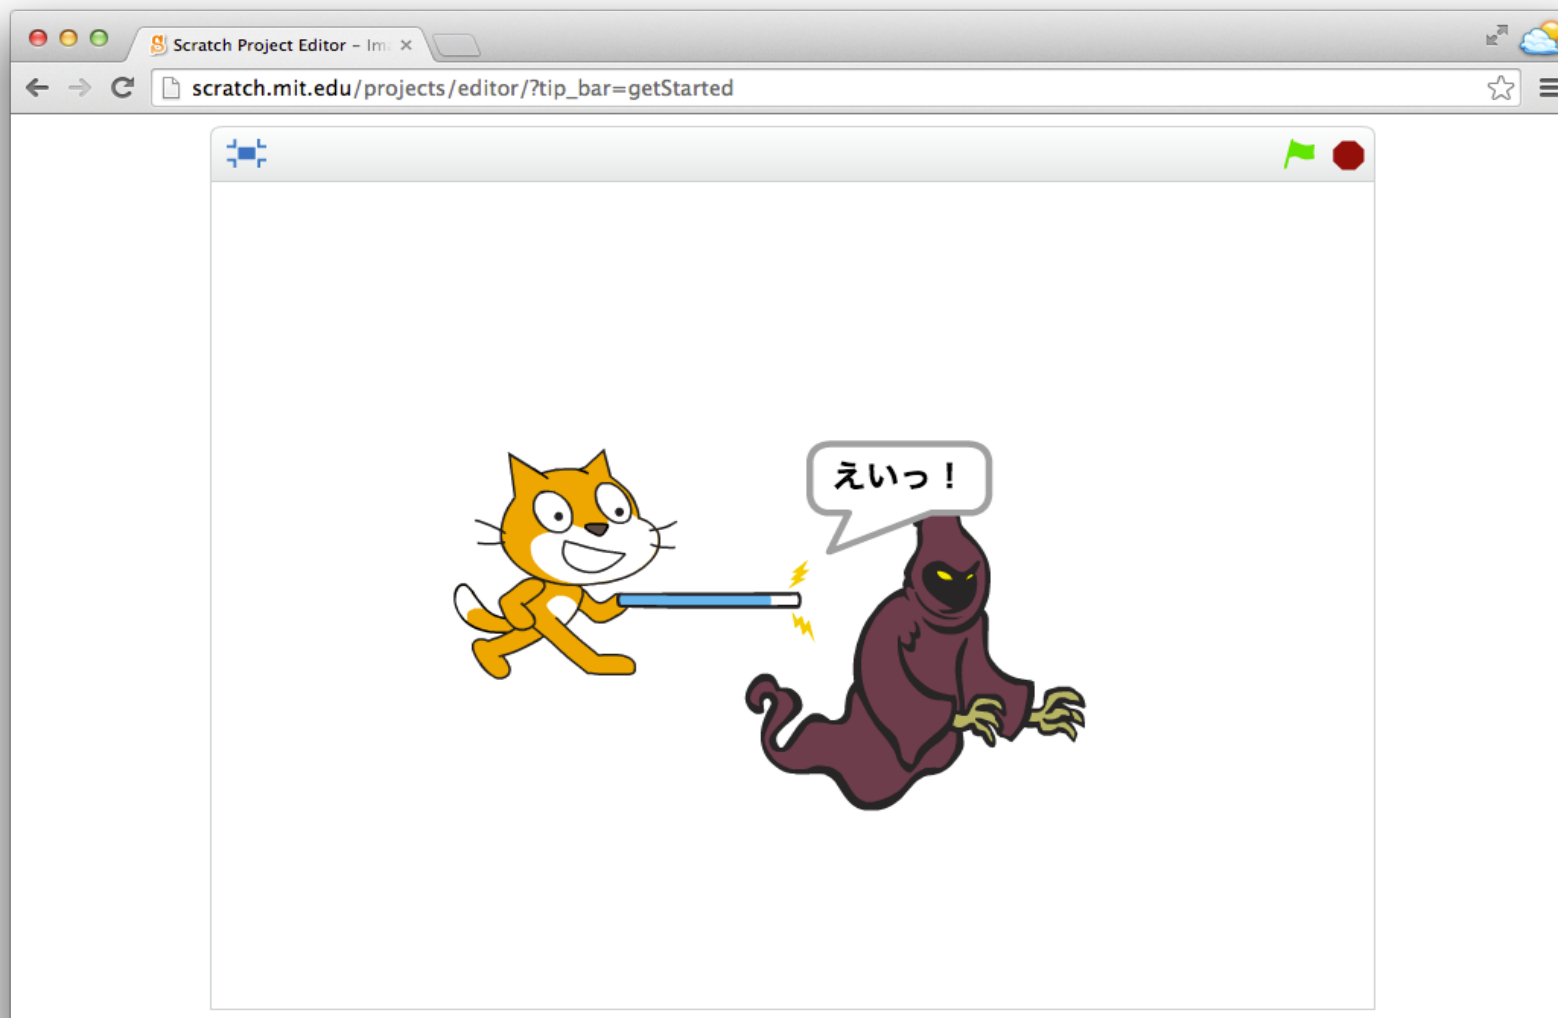 Scratch Project Editor – Im
scratch.mit.edu/projects/editor/?tip_bar=getStarted
えいっ！